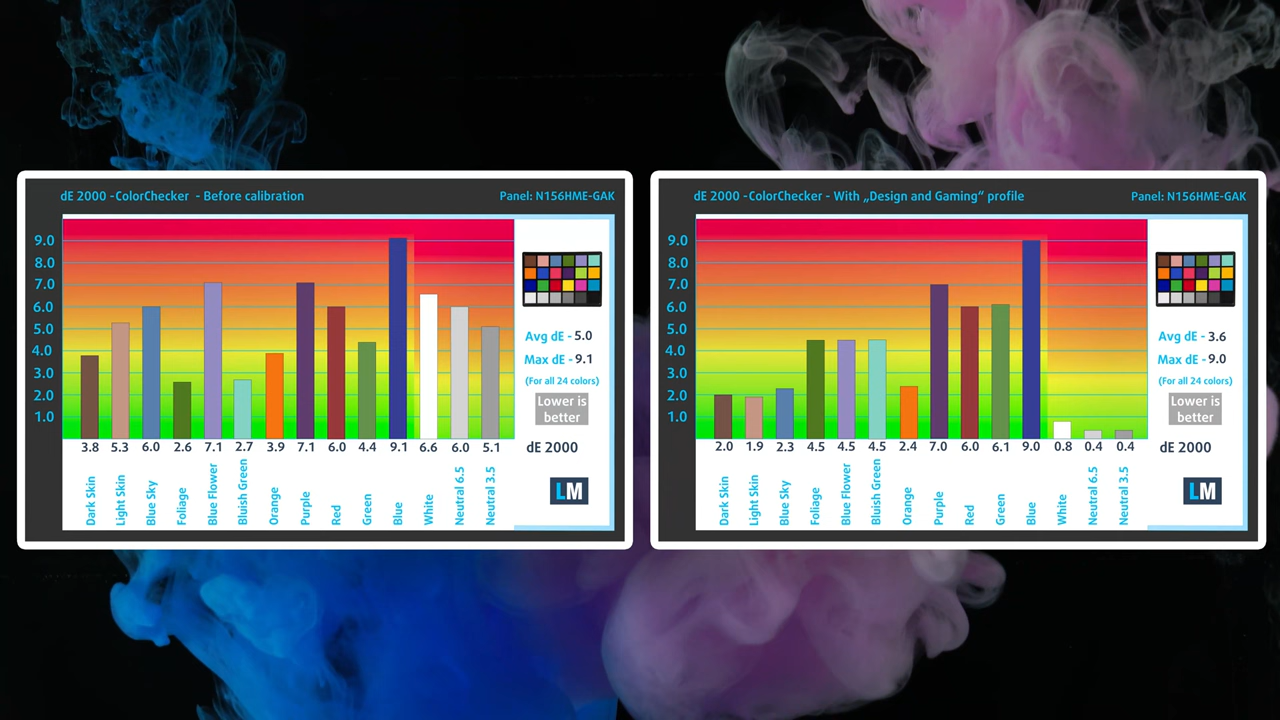 dE 2000 -ColorChecker - Before calibration
Panel: N156HME-GAK
9.0
8.0
7.0
6.0
5.0
4.0
3.0
2.0
1.0
Avg dE - 5.0
Max dE - 9.1
(For all 24 colors)
Lower is
better
3.8 5.3 6.0 2.6 7.1 2.7 3.9 7.1 6.0 4.4 9.1 6.6 6.0 5.1
dE 2000
Dark Skin
Light Skin
Blue Sky
Foliage
Blue Flower
Bluish Green
Orange
Purple
Red
Green
Blue
White
Neutral 6.5
Neutral 3.5
LM
dE 2000 -ColorChecker - With „Design and Gaming“ profile
Panel: N156HME-GAK
9.0
8.0
7.0
6.0
5.0
4.0
3.0
2.0
1.0
Avg dE - 3.6
Max dE - 9.0
(For all 24 colors)
Lower is
better
2.0 1.9 2.3 4.5 4.5 4.5 2.4 7.0 6.0 6.1 9.0 0.8 0.4 0.4
dE 2000
Dark Skin
Light Skin
Blue Sky
Foliage
Blue Flower
Bluish Green
Orange
Purple
Red
Green
Blue
White
Neutral 6.5
Neutral 3.5
LM